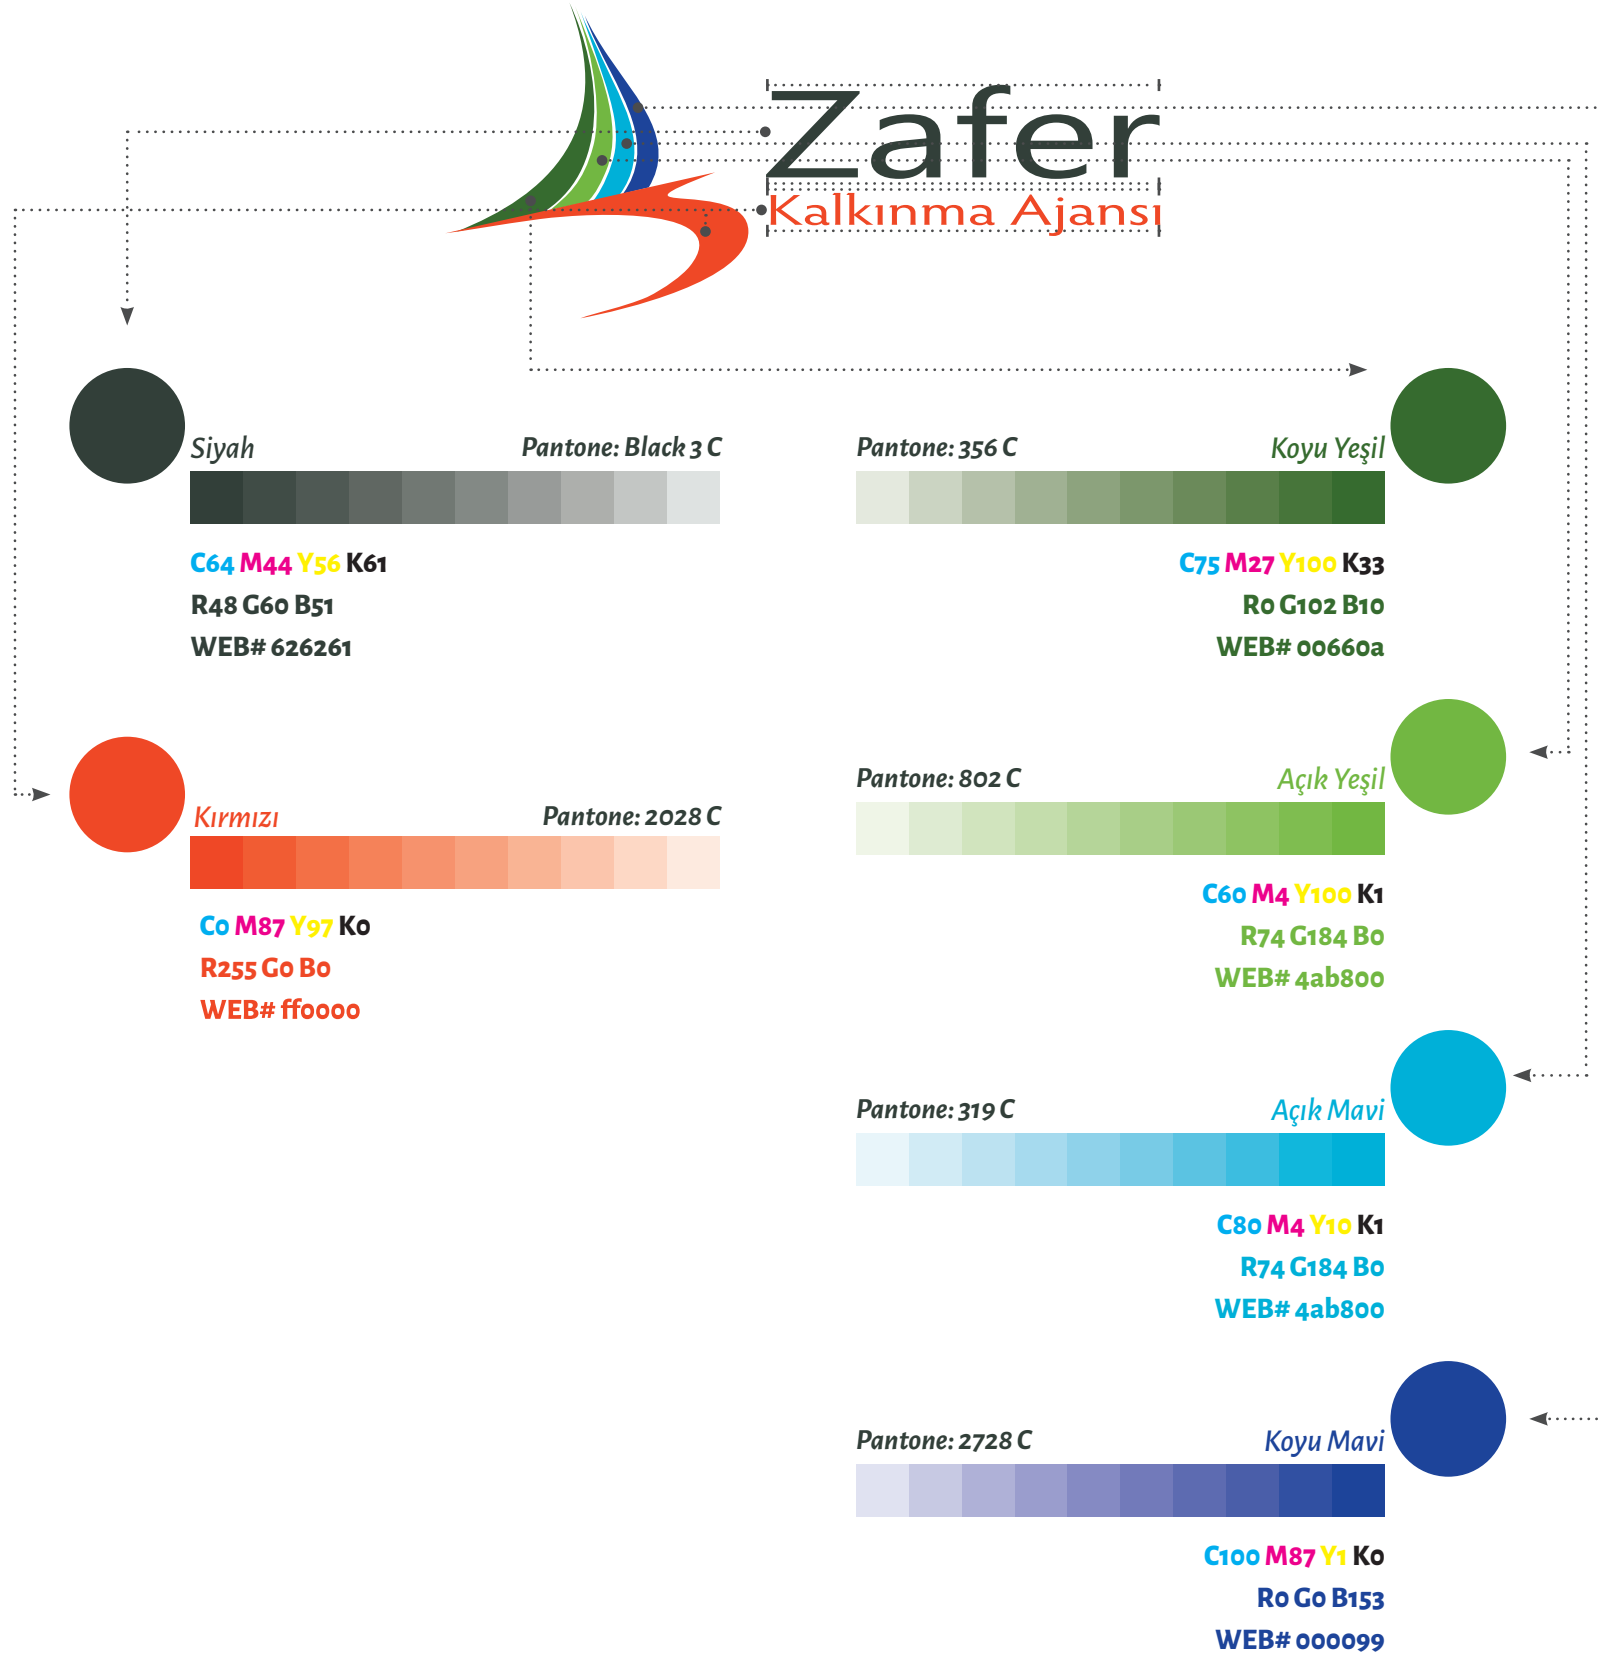 Zafer
Kalkınma Ajansı
Siyah
Pantone: Black 3 C
C64 M44 Y56 K61
R48 G60 B51
WEB# 626261
Kırmızı
Pantone: 2028 C
C0 M87 Y97 K0
R255 G0 B0
WEB# ff0000
Pantone: 356 C
Koyu Yeşil
C75 M27 Y100 K33
R0 G102 B10
WEB# 00660a
Pantone: 802 C
Açık Yeşil
C60 M4 Y100 K1
R74 G184 B0
WEB# 4ab800
Pantone: 319 C
Açık Mavi
C80 M4 Y10 K1
R74 G184 B0
WEB# 4ab800
Pantone: 2728 C
Koyu Mavi
C100 M87 Y1 K0
R0 G0 B153
WEB# 000099